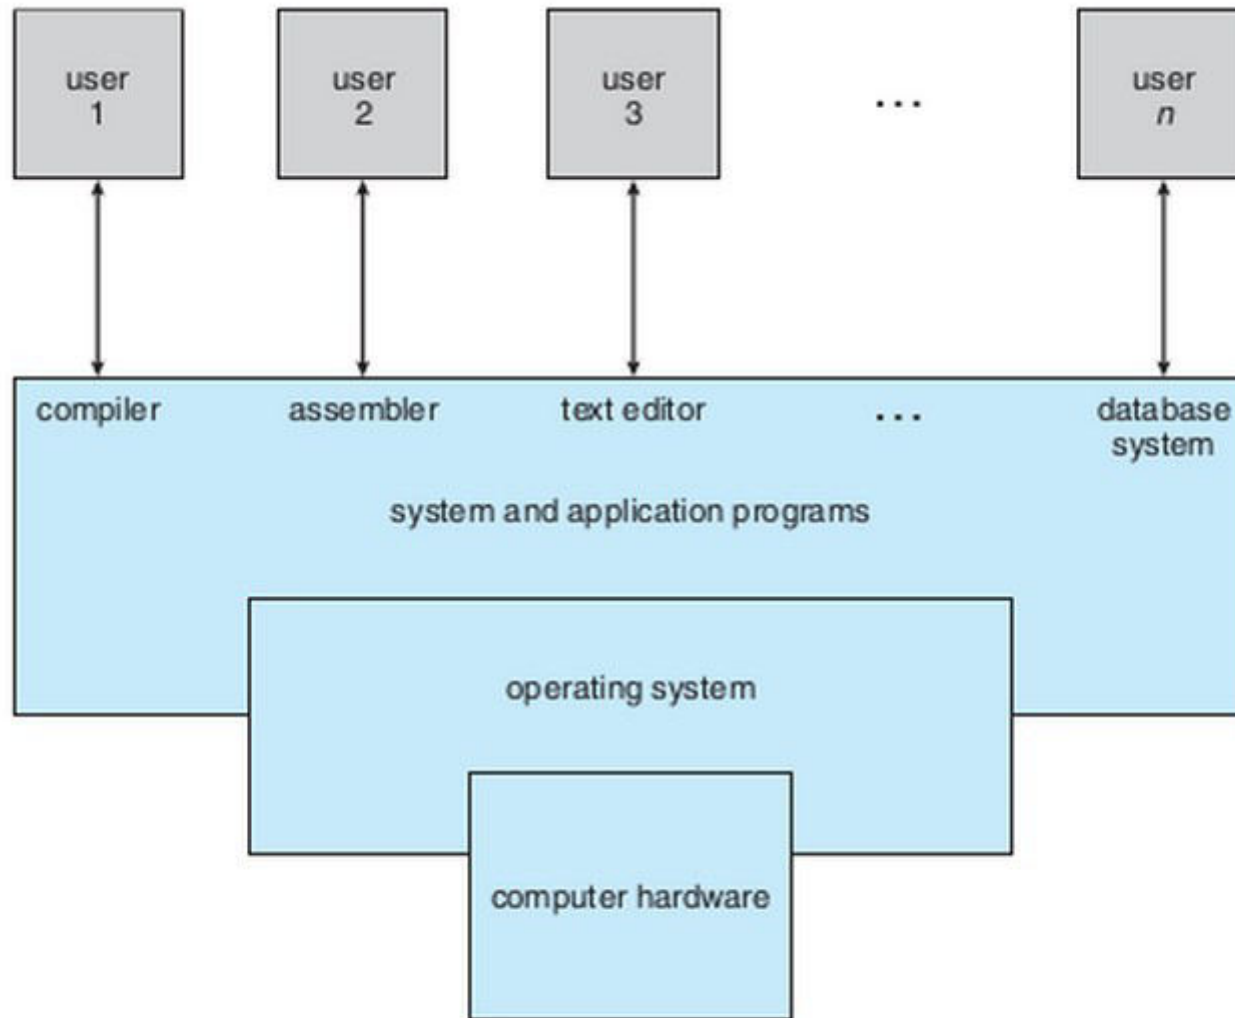 user
1
user
2
user
3
...
user
n
compiler
assembler
text editor
...
database
system
system and application programs
operating system
computer hardware